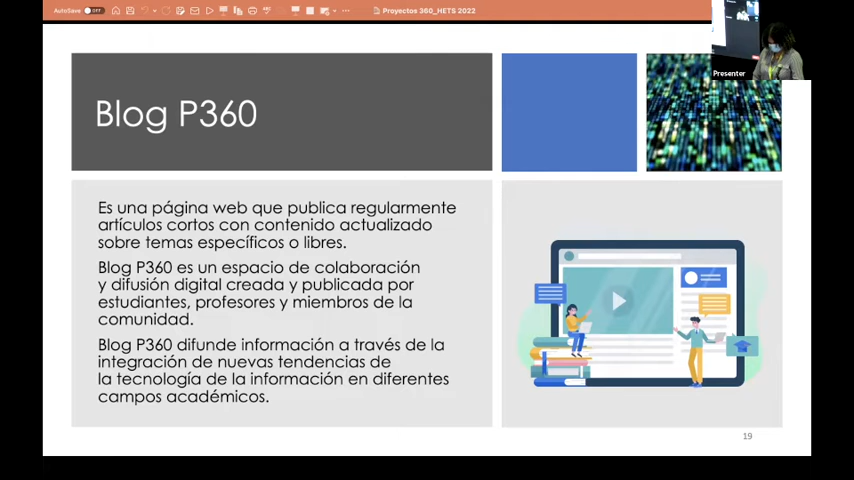 AutoSave
OFF
Proyectos 360_HETS 2022
Presenter
Blog P360
Es una página web que publica regularmente
artículos cortos con contenido actualizado
sobre temas específicos o libres.
Blog P360 es un espacio de colaboración
y difusión digital creada y publicada por
estudiantes, profesores y miembros de la
comunidad.
Blog P360 difunde información a través de la
integración de nuevas tendencias de
la tecnología de la información en diferentes
campos académicos.
19